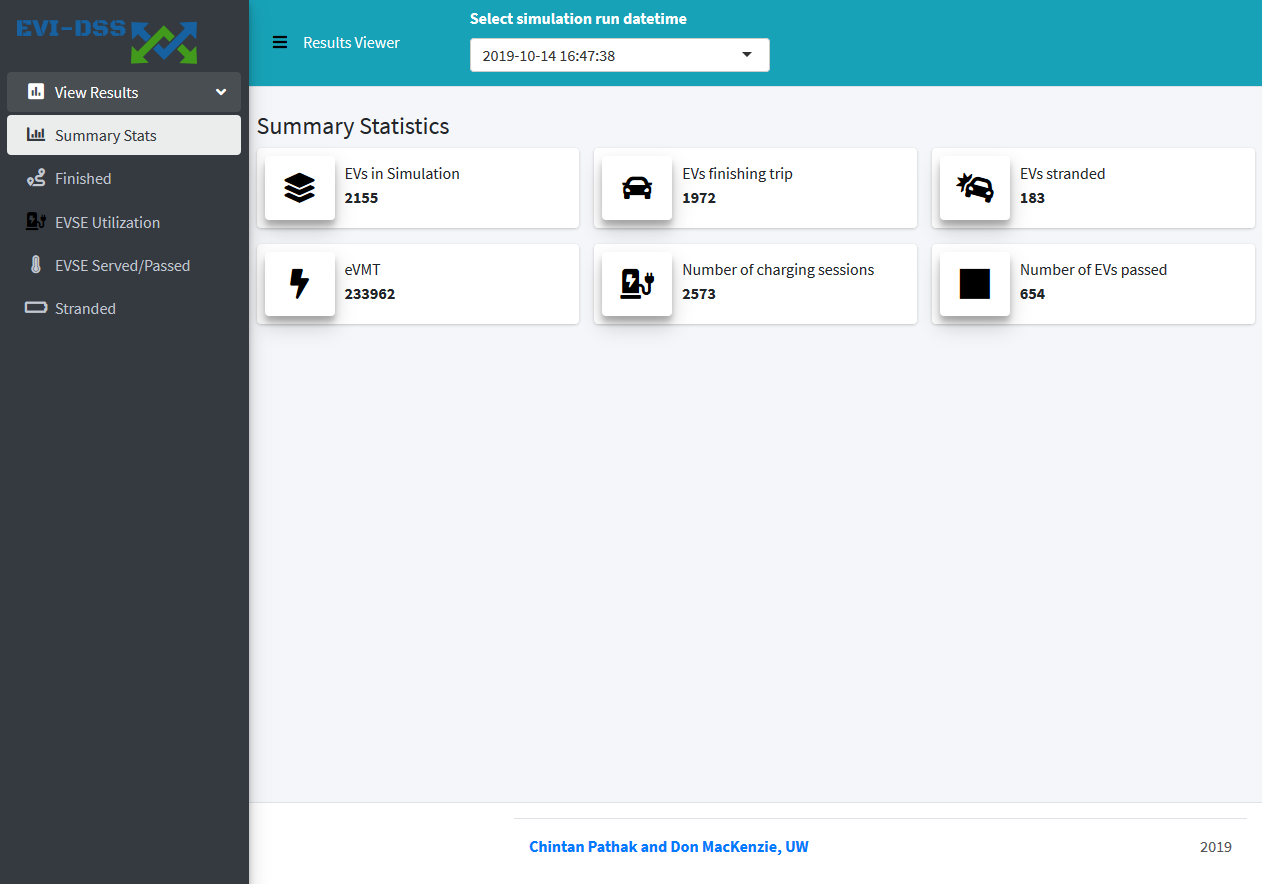 EVI-DSS
View Results
Summary Stats
Finished
EVSE Utilization
EVSE Served/Passed
Stranded
Results Viewer
Select simulation run datetime
2019-10-14 16:47:38
Summary Statistics
EVs in Simulation
2155
EVs finishing trip
1972
EVs stranded
183
eVMT
233962
Number of charging sessions
2573
Number of EVs passed
654
Chintan Pathak and Don MacKenzie, UW
2019